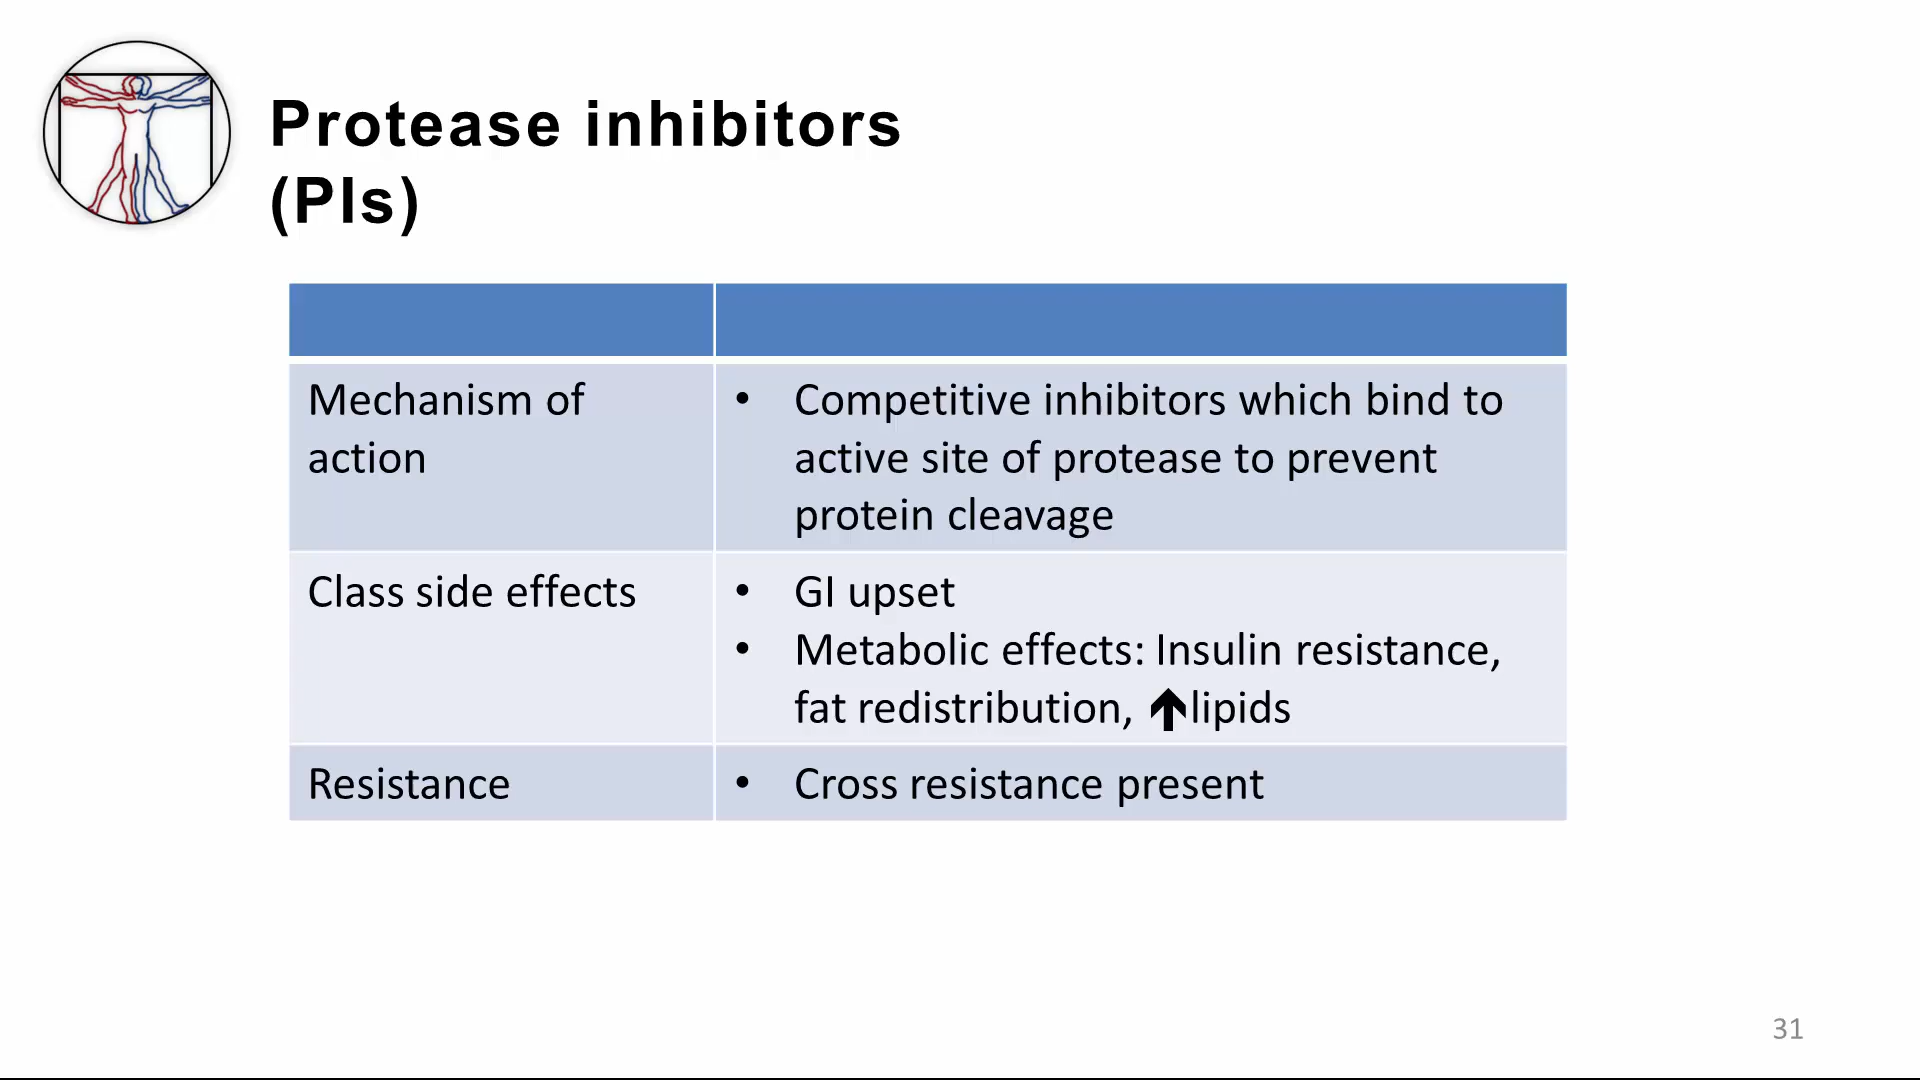 Protease inhibitors
(PIs)
Mechanism of
action
• Competitive inhibitors which bind to
active site of protease to prevent
protein cleavage
Class side effects
• GI upset
• Metabolic effects: Insulin resistance,
fat redistribution, ↑lipids
Resistance
• Cross resistance present
31